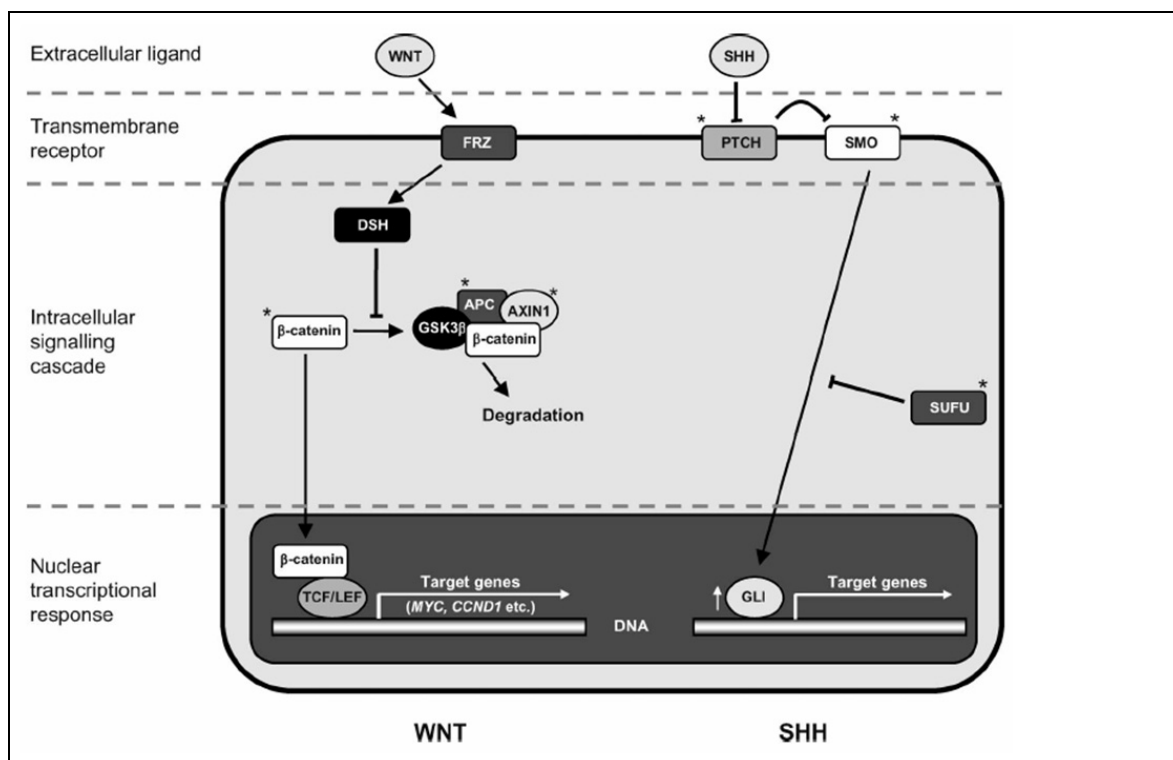 Extracellular ligand
WNT
SHH
Transmembrane
receptor
FRZ
*
PTCH
SMO
*
DSH
Intracellular
signalling
cascade
*
β-catenin
*
APC
AXIN1
*
GSK3β
β-catenin
Degradation
SUFU
*
Nuclear
transcriptional
response
β-catenin
TCF/LEF
Target genes
(MYC, CCND1 etc.)
DNA
GLI
Target genes
WNT
SHH